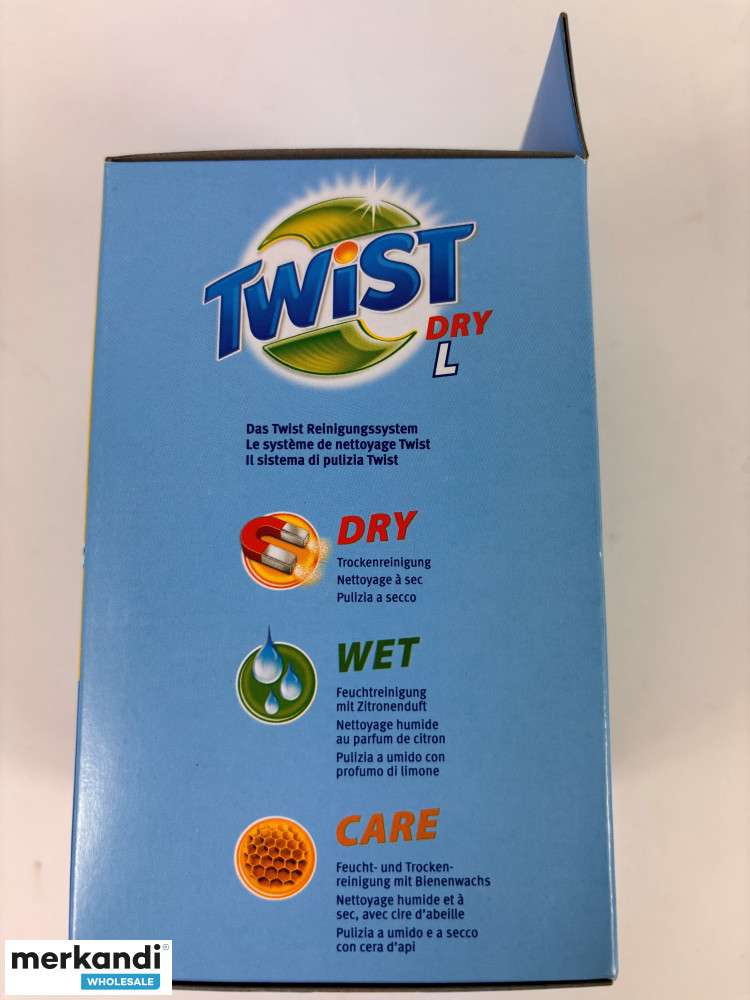 TWiST
DRY
L
Das Twist Reinigungssystem
Le système de nettoyage Twist
Il sistema di pulizia Twist
DRY
Trockenreinigung
Nettoyage à sec
Pulizia a secco
WET
Feuchtreinigung
mit Zitronenduft
Nettoyage humide
au parfum de citron
Pulizia a umido con
profumo di limone
CARE
Feucht- und Trocken-
reinigung mit Bienenwachs
Nettoyage humide et à
sec, avec cire d'abeille
Pulizia a umido e a secco
con cera d'api
merkandi®
WHOLESALE